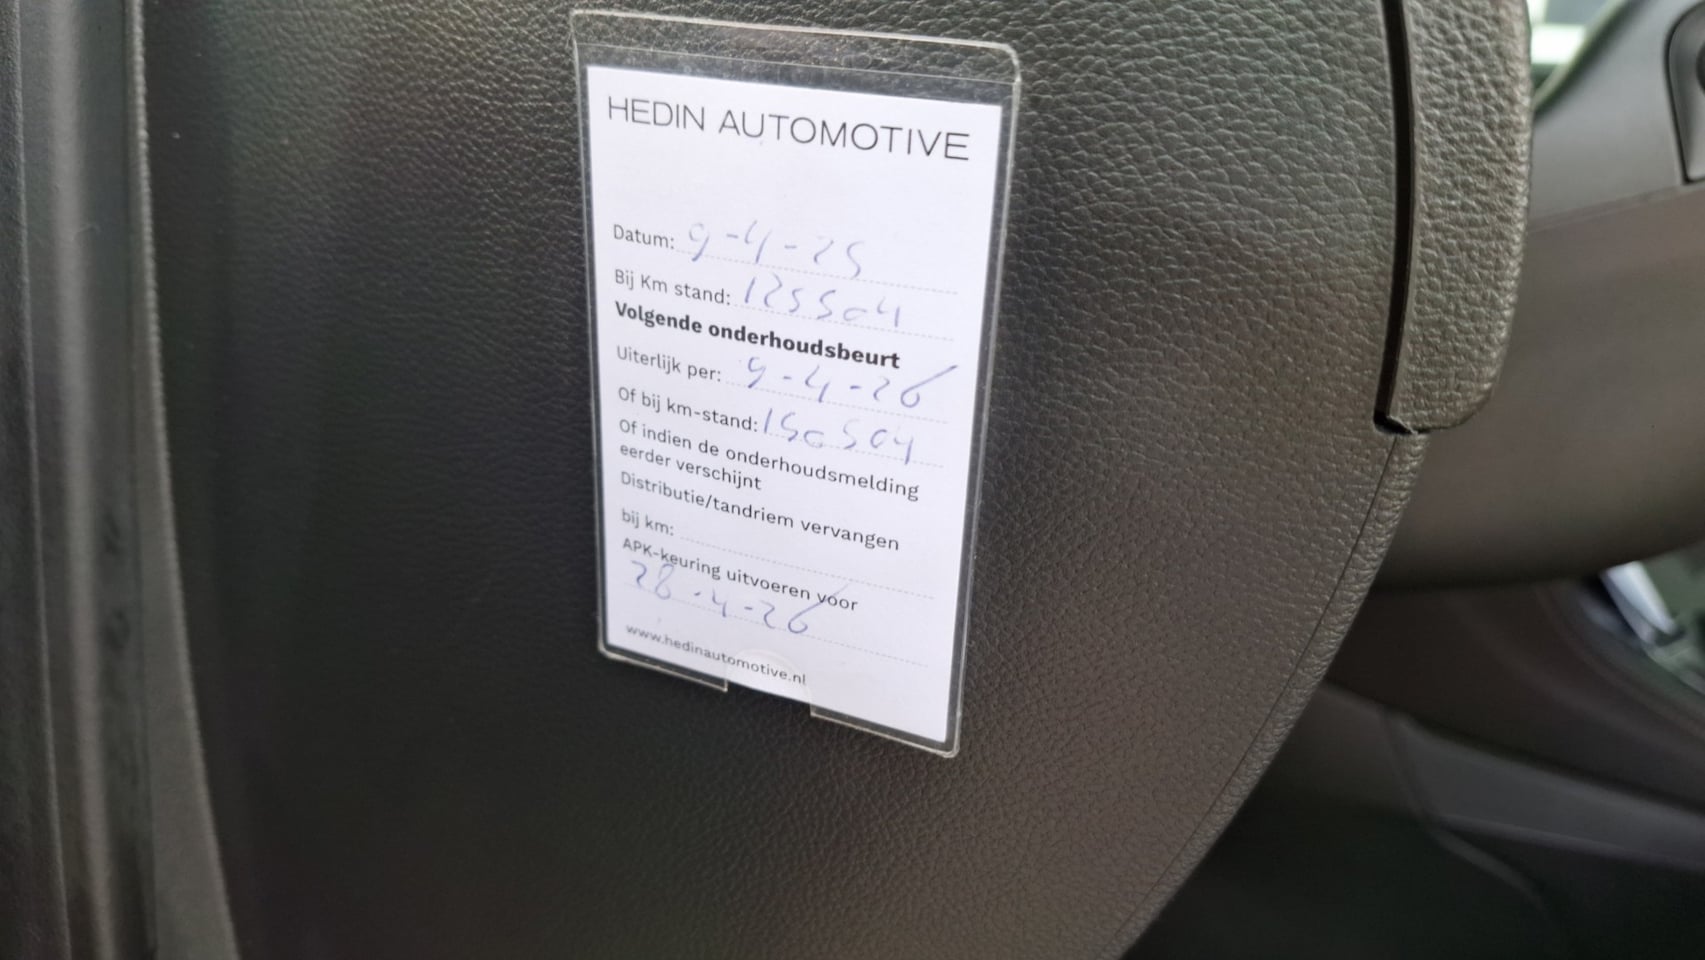 HEDIN AUTOMOTIVE
Datum: 9-4-25
Bij Km stand: 125504
Volgende onderhoudsbeurt
Uiterlijk per: 9-4-26
Of bij km-stand: 150504
Of indien de onderhoudsmelding
eerder verschijnt
Distributie/tandriem vervangen
bij km:
APK-keuring uitvoeren voor
28-4-26
www.hedinautomotive.nl